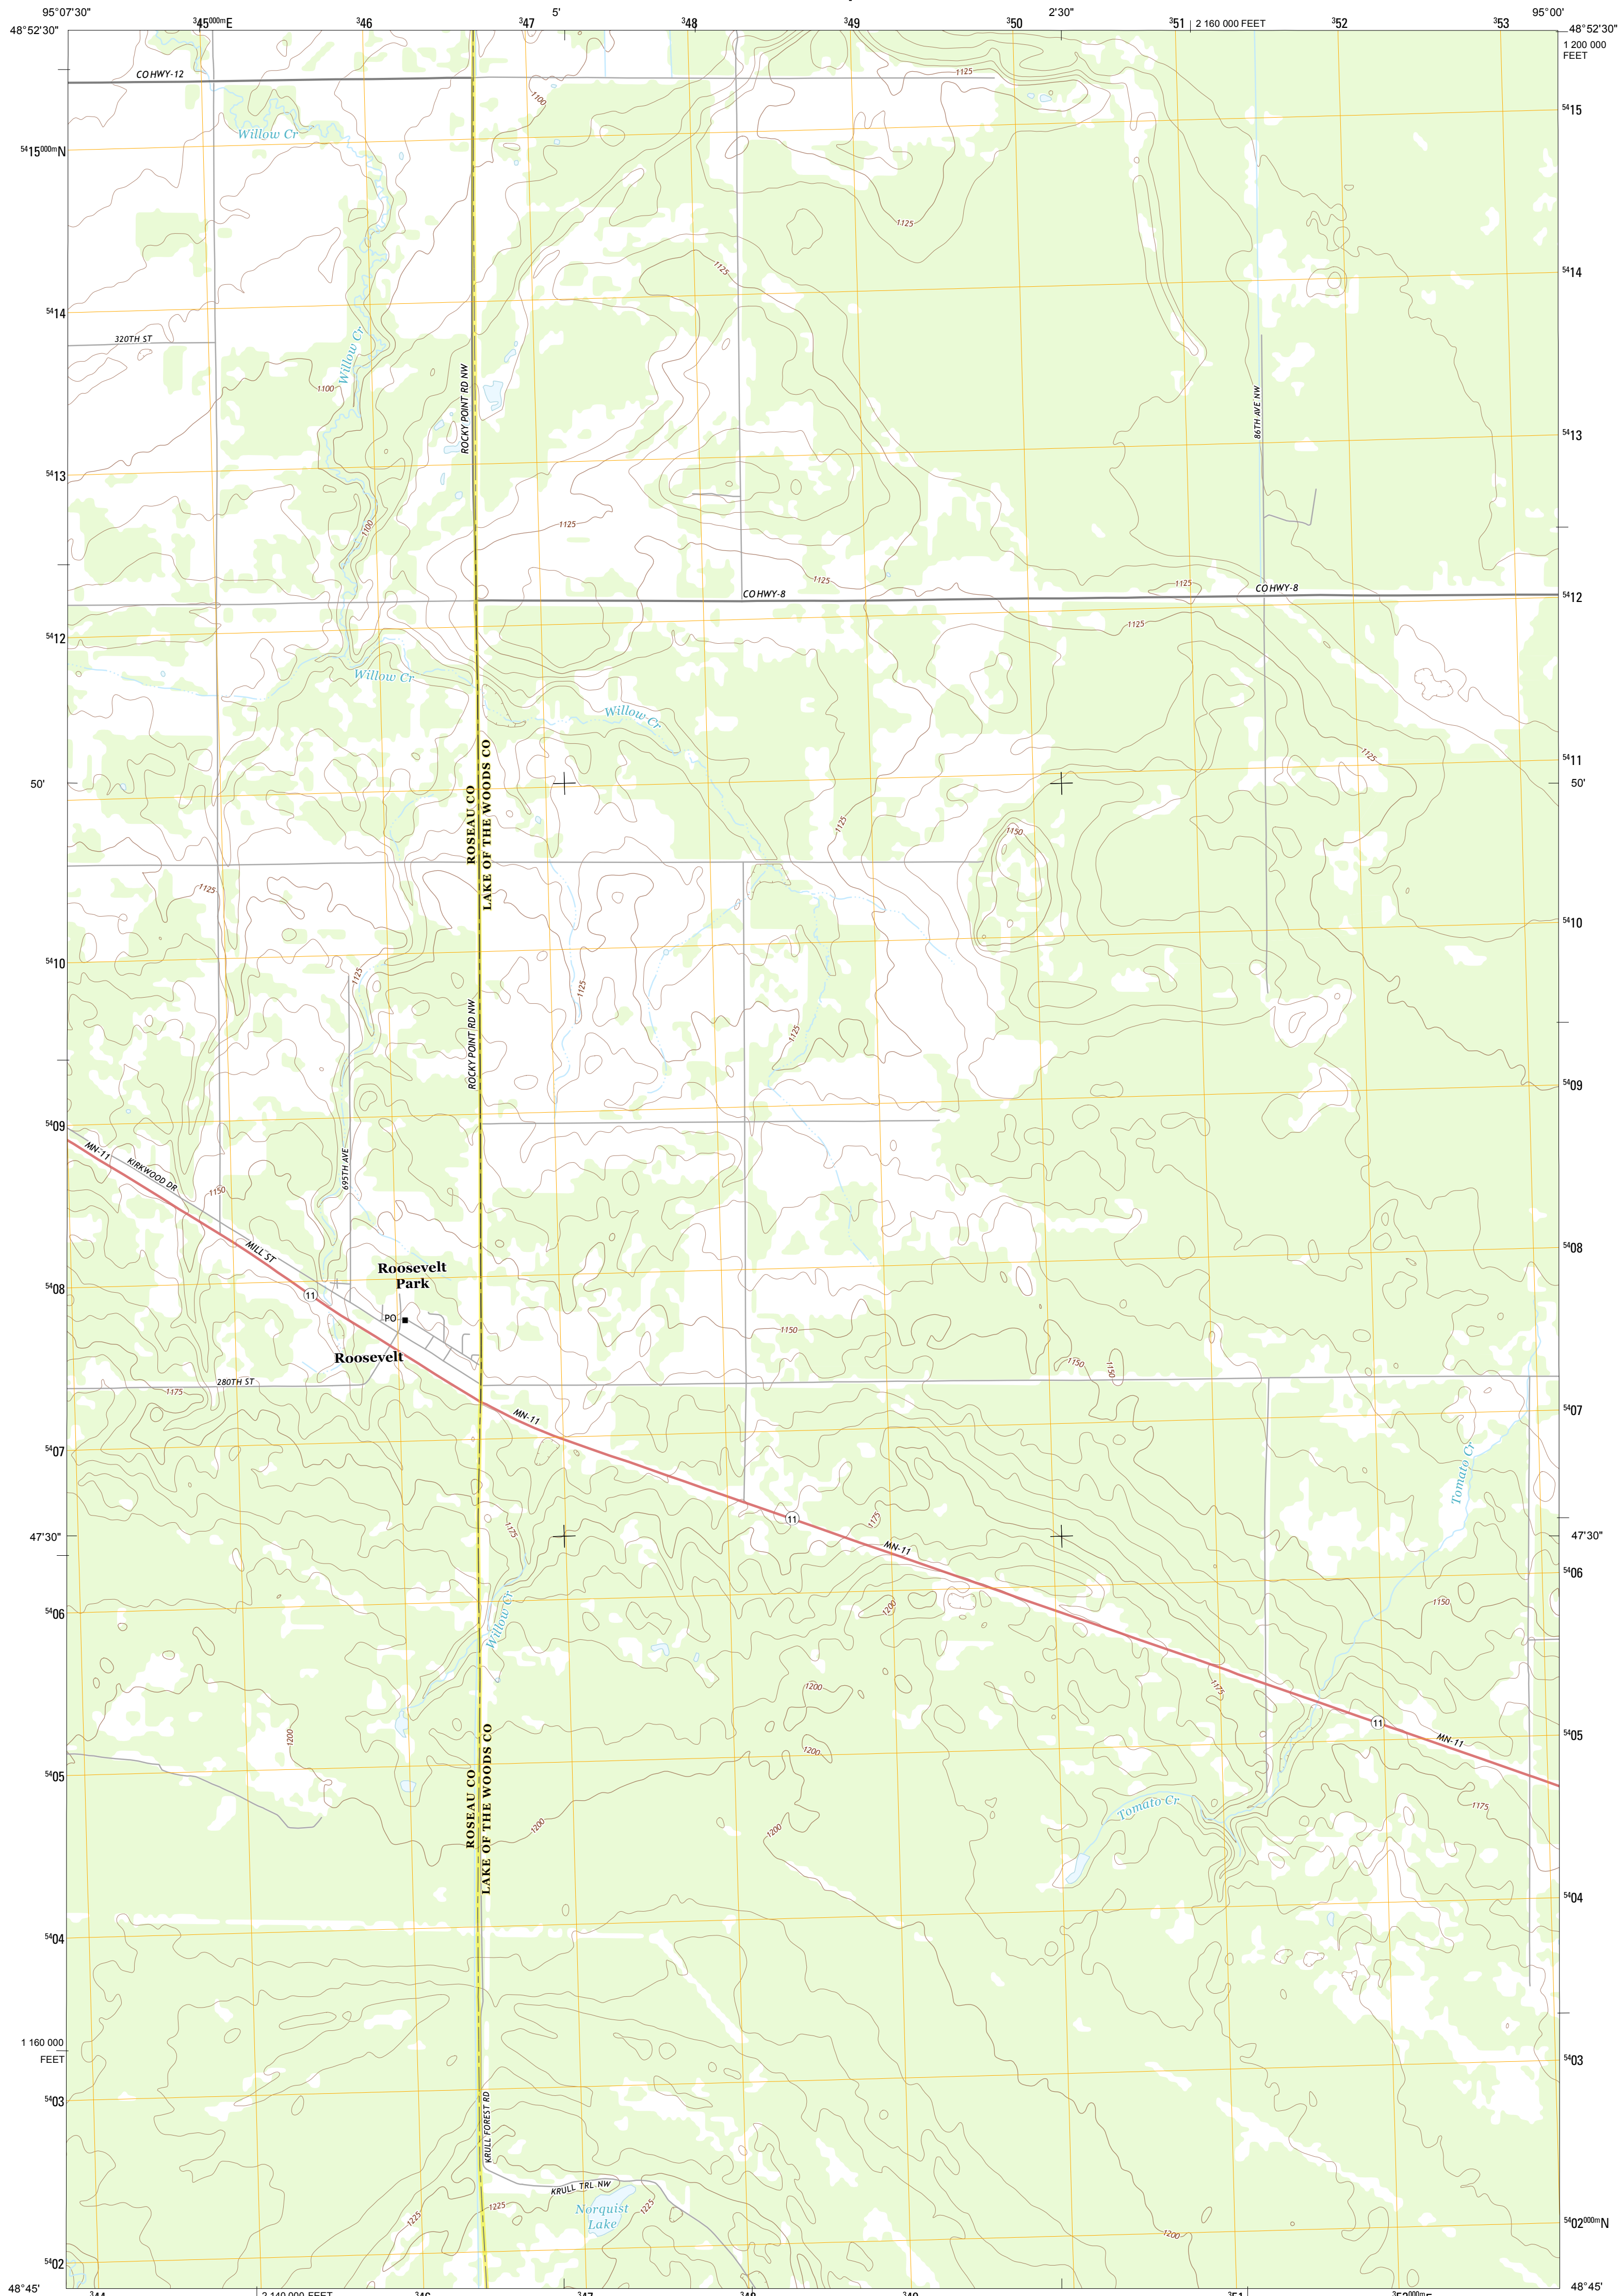 95°07'30"
³45⁰⁰⁰ᵐE
³46
³47
5'
³48
³49
³50
2'30"
³51
2 160 000 FEET
³52
³53
95°00'
48°52'30"
48°52'30"
1 200 000
FEET
CO HWY-12
1125
1100
⁵⁴15
Willow Cr
⁵⁴15⁰⁰⁰ᵐN
1125
1125
⁵⁴14
⁵⁴14
320TH ST
Willow Cr
1100
ROCKY POINT RD NW
86TH AVE NW
⁵⁴13
⁵⁴13
1100
1125
1125
1125
CO HWY-8
CO HWY-8
⁵⁴12
1125
⁵⁴12
Willow Cr
Willow Cr
1125
⁵⁴11
50'
50'
ROSEAU CO
LAKE OF THE WOODS CO
1125
1150
1125
⁵⁴10
⁵⁴10
1125
1125
ROCKY POINT RD NW
1125
⁵⁴09
⁵⁴09
MN-11
KIRKWOOD DR
695TH AVE
1150
MILL ST
⁵⁴08
Roosevelt
Park
⁵⁴08
11
PO
1150
Roosevelt
1150
1150
280TH ST
1175
MN-11
⁵⁴07
⁵⁴07
Tomato Cr
11
1175
1175
47'30"
47'30"
MN-11
⁵⁴06
Willow Cr
1200
1150
⁵⁴06
1200
1175
11
1200
1200
⁵⁴05
MN-11
⁵⁴05
ROSEAU CO
LAKE OF THE WOODS CO
Tomato Cr
1175
1200
1200
⁵⁴04
⁵⁴04
1 160 000
FEET
⁵⁴03
⁵⁴03
KRULL FOREST RD
KRULL TRL NW
1225
1225
1225
Norquist
Lake
1200
⁵⁴02⁰⁰⁰ᵐN
⁵⁴02
48°45'
48°45'
2 140 000 FEET